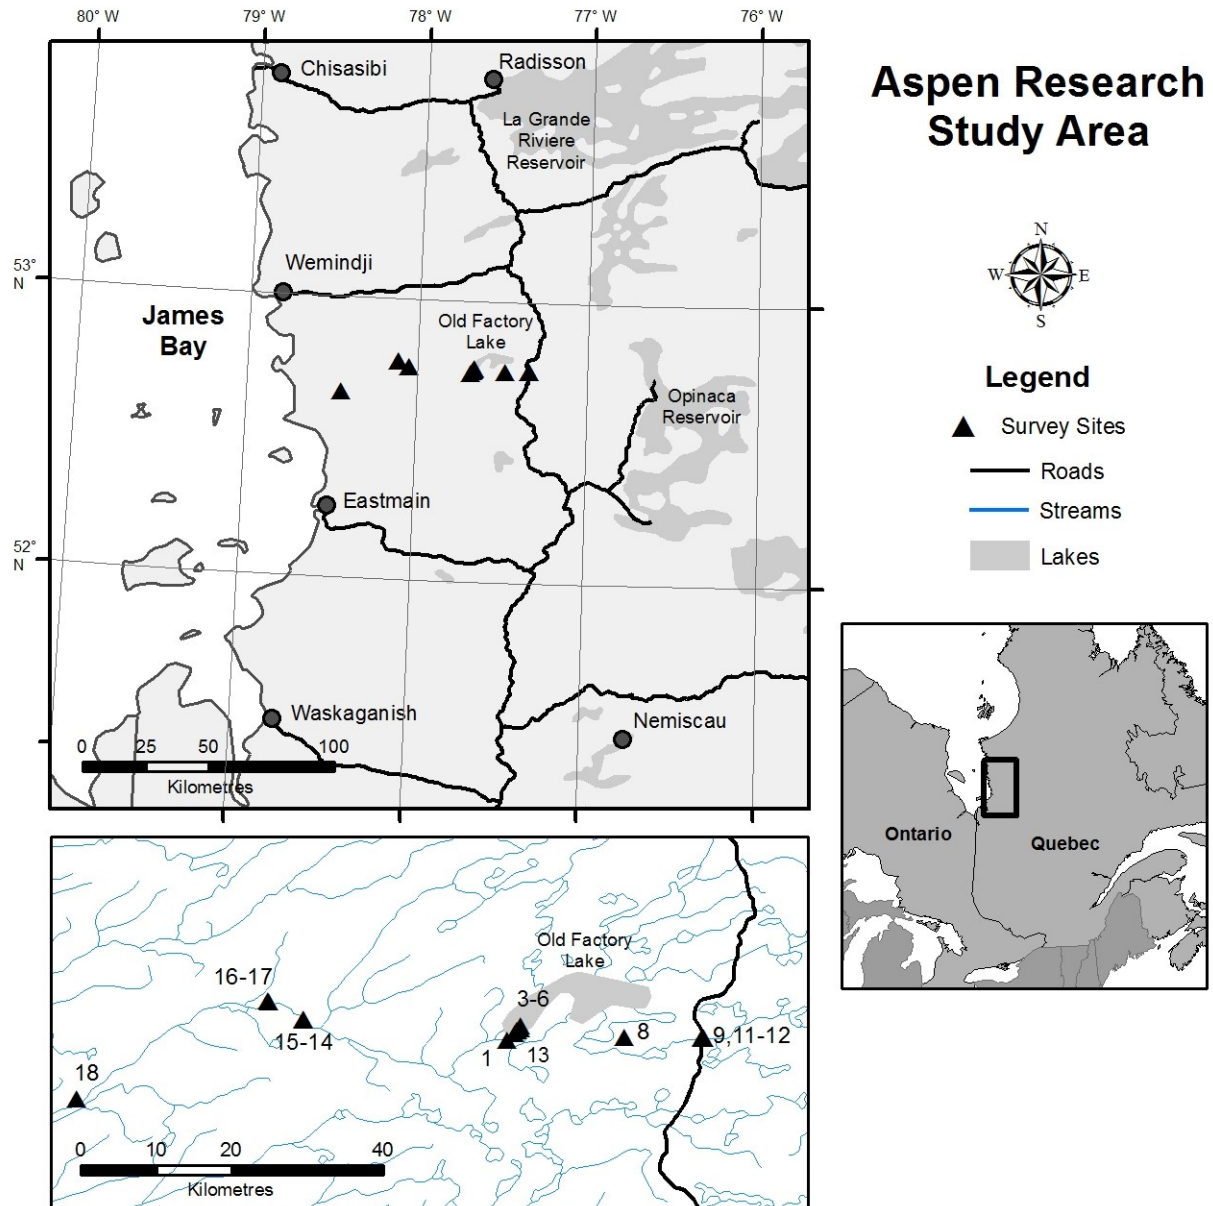 80° W
79° W
78° W
77° W
76° W
Chisasibi
Radisson
La Grande
Riviere
Reservoir
53°
N
Wemindji
James
Bay
Old Factory
Lake
Opinaca
Reservoir
Eastmain
52°
N
Waskaganish
Nemiscau
0 25 50 100
Kilometres
Aspen Research
Study Area
N
W E
S
Legend
Survey Sites
Roads
Streams
Lakes
Ontario
Quebec
Old Factory
Lake
16-17
3-6
15-14
1
13
8
9,11-12
18
0 10 20 40
Kilometres